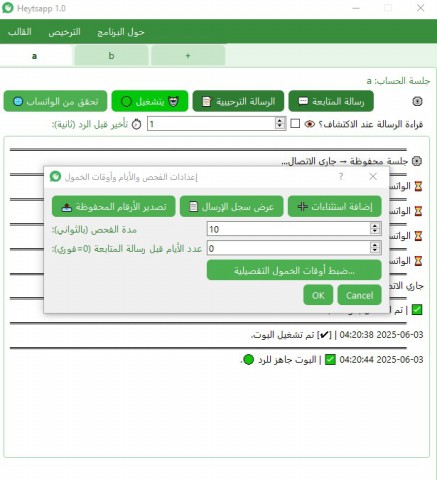 Heytsapp 1.0
القالب الترخيص حول البرنامج
a b +
جلسة الحساب: a
رسالة المتابعة الرسالة الترحيبية يتشغيل تحقق من الواتساب
قراءة الرسالة عند الاكتشاف؟ تأخير قبل الرد (ثانية): 1
جلسة محفوظة → جاري الاتصال...
الواتس
الواتس
الواتس
الواتس
إعدادات الفحص والأيام وأوقات الخمول
إضافة استثناءات عرض سجل الإرسال تصدير الأرقام المحفوظة
مدة الفحص (بالثواني): 10
عدد الأيام قبل رسالة المتابعة (0=فوري): 0
ضبط أوقات الخمول التفصيلية...
OK Cancel
جاري الات
✅ | تم
2025-06-03 04:20:38 | [✔] تم تشغيل البوت.
2025-06-03 04:20:44 ✅ | البوت جاهز للرد 🟢.